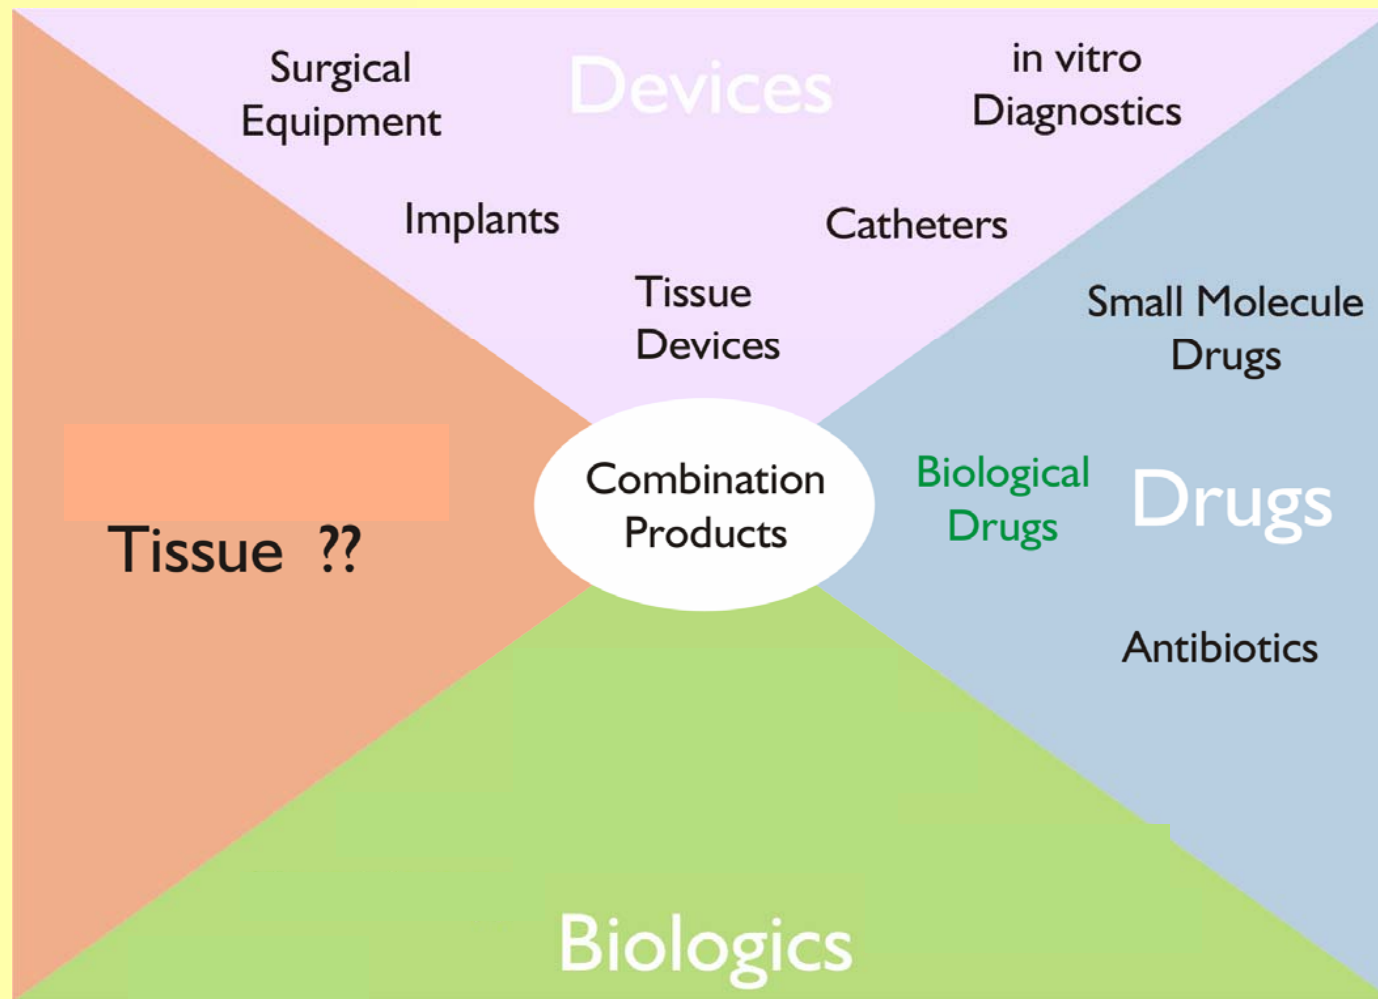 Surgical
Equipment
Devices
in vitro
Diagnostics
Implants
Catheters
Tissue
Devices
Small Molecule
Drugs
Combination
Products
Biological
Drugs
Drugs
Tissue ??
Antibiotics
Biologics